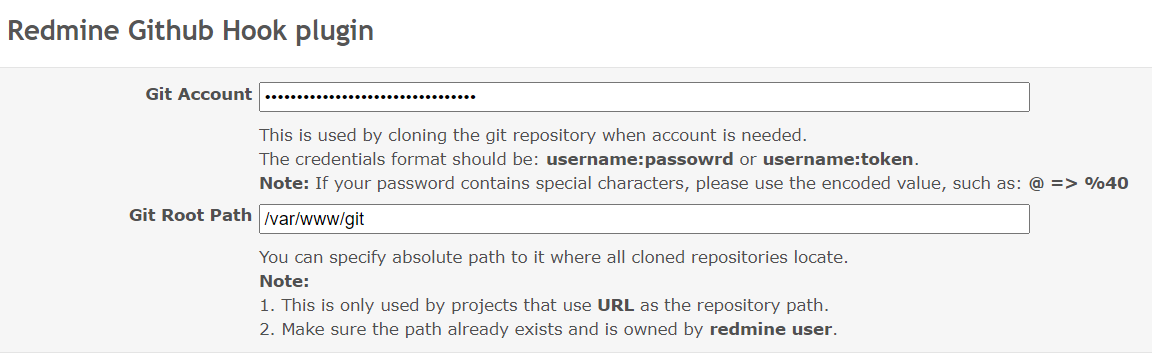 Redmine Github Hook plugin
Git Account ••••••••••••••••••••••••••••••••••
This is used by cloning the git repository when account is needed.
The credentials format should be: username:passowrd or username:token.
Note: If your password contains special characters, please use the encoded value, such as: @ => %40
Git Root Path /var/www/git
You can specify absolute path to it where all cloned repositories locate.
Note:
1. This is only used by projects that use URL as the repository path.
2. Make sure the path already exists and is owned by redmine user.